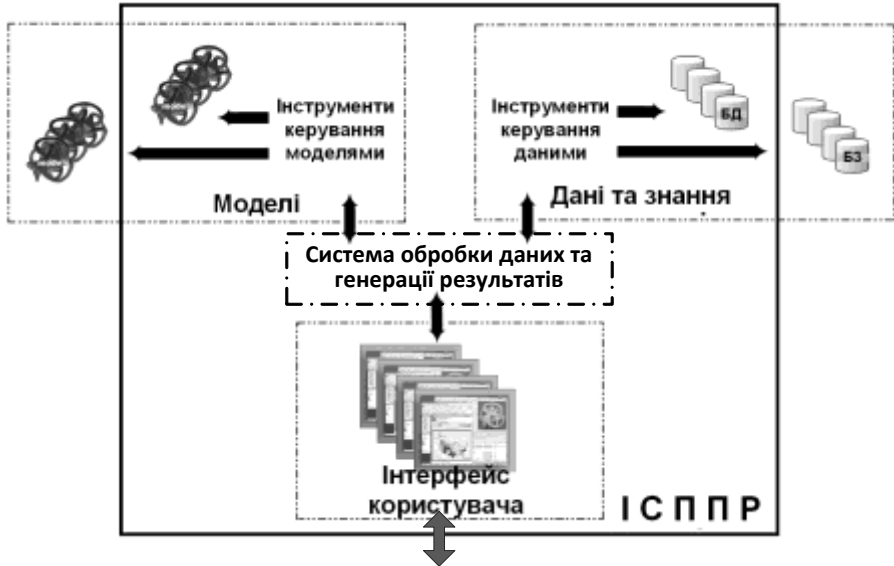 Інструменти
керування
моделями
Інструменти
керування
даними
БД
БЗ
Моделі
Дані та знання
Система обробки даних та
генерації результатів
Інтерфейс
користувача
І С П П Р